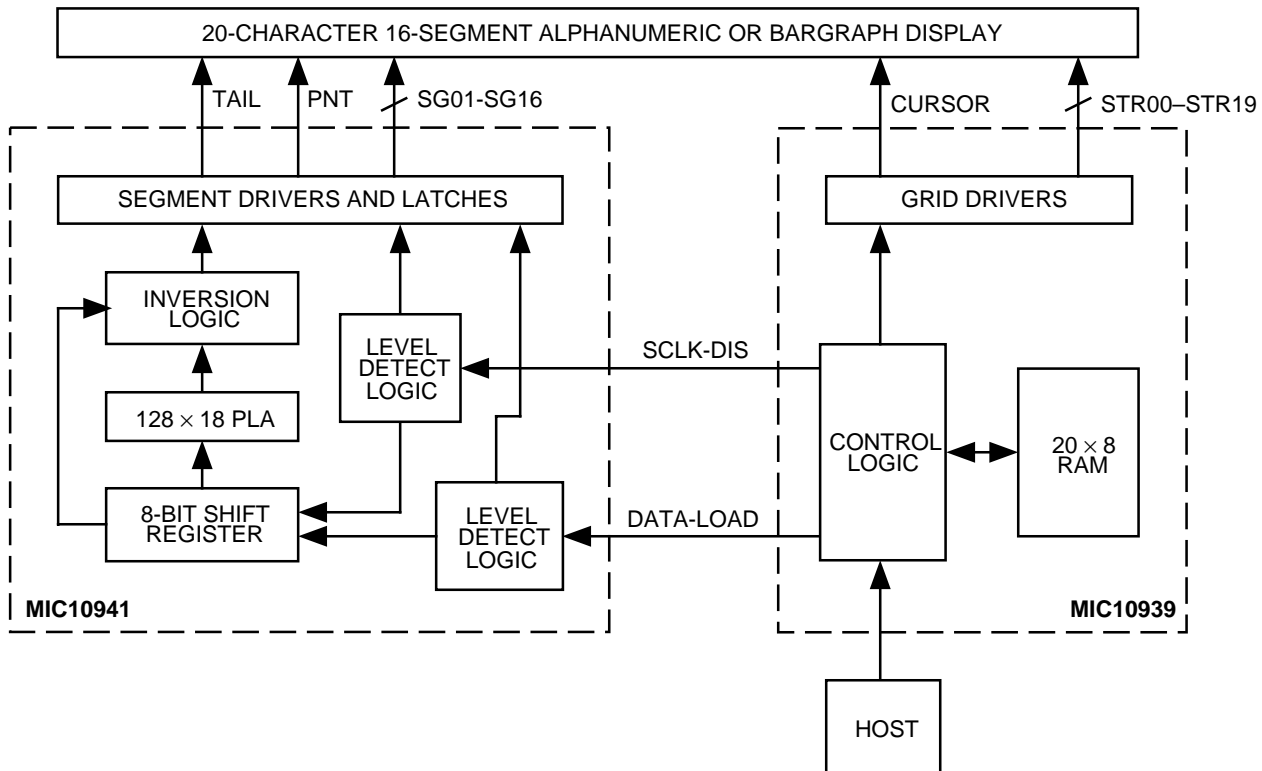 20-CHARACTER 16-SEGMENT ALPHANUMERIC OR BARGRAPH DISPLAY
TAIL
PNT
SG01-SG16
CURSOR
STR00–STR19
SEGMENT DRIVERS AND LATCHES
GRID DRIVERS
INVERSION
LOGIC
LEVEL
DETECT
LOGIC
SCLK-DIS
128 × 18 PLA
CONTROL
LOGIC
20 × 8
RAM
8-BIT SHIFT
REGISTER
LEVEL
DETECT
LOGIC
DATA-LOAD
MIC10941
MIC10939
HOST